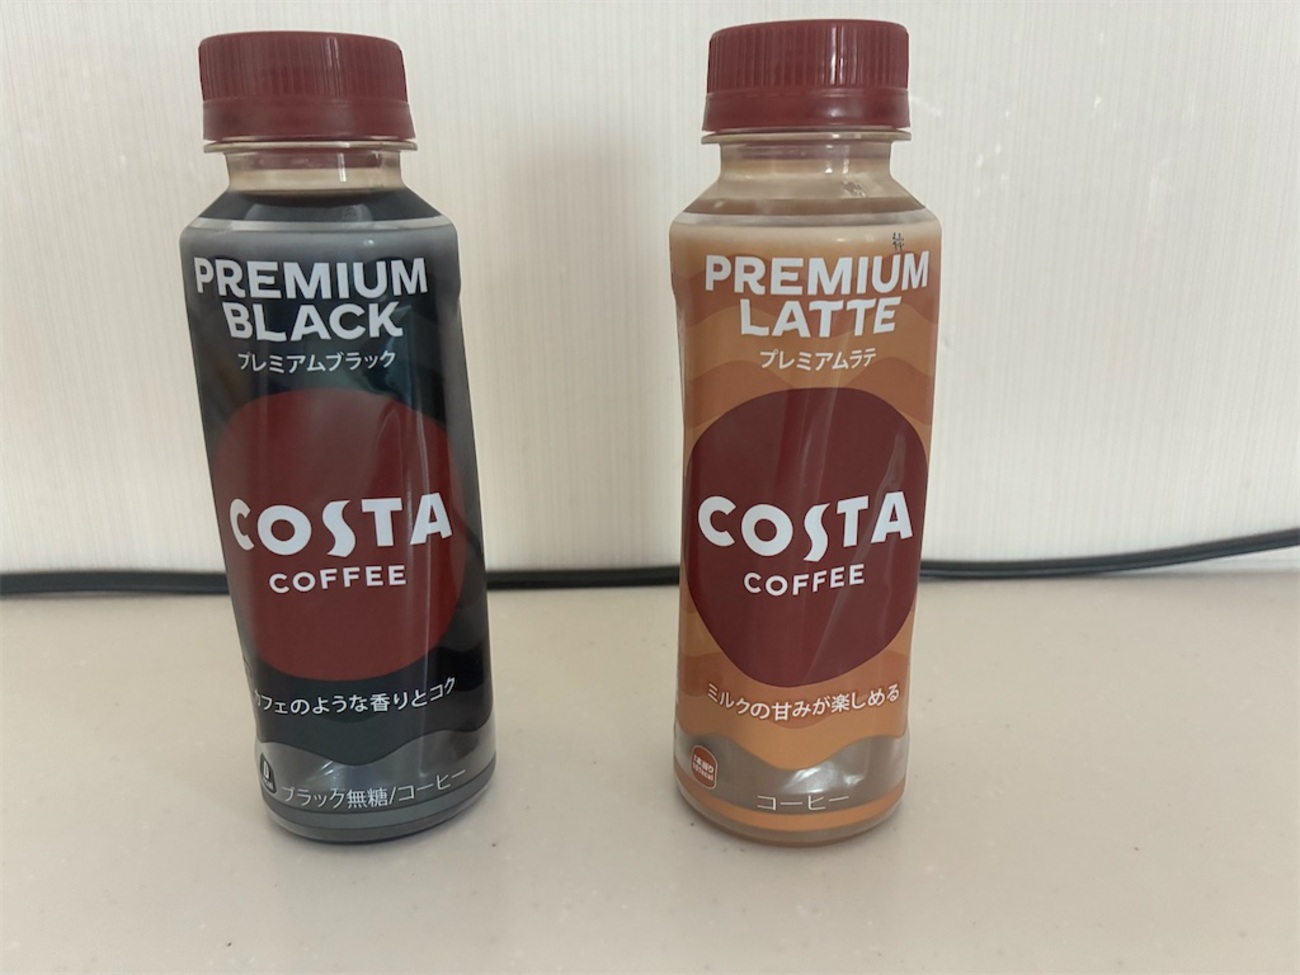 PREMIUM
BLACK
プレミアムブラック
COSTA
COFFEE
カフェのような香りとコク
ブラック無糖/コーヒー
PREMIUM
LATTE
プレミアムラテ
COSTA
COFFEE
ミルクの甘みが楽しめる
コーヒー